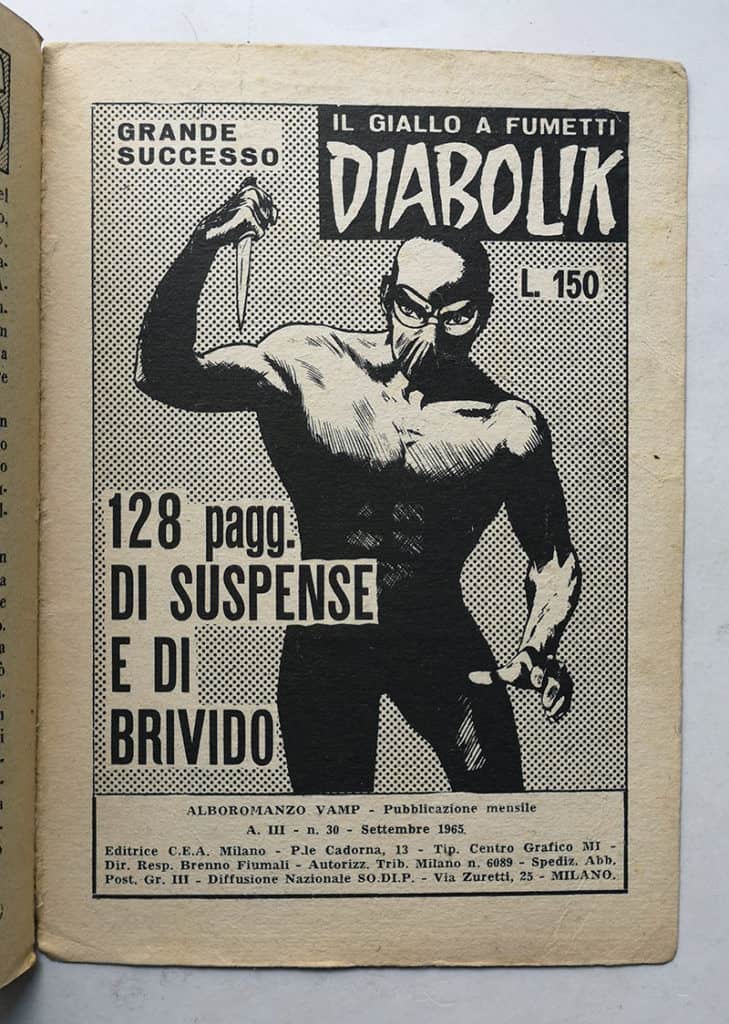 GRANDE
SUCCESSO
IL GIALLO A FUMETTI
DIABOLIK
L. 150
128 pagg.
DI SUSPENSE
E DI
BRIVIDO
ALBOROMANZO VAMP - Pubblicazione mensile
A. III - n. 30 - Settembre 1965
Editrice C.E.A. Milano - P.le Cadorna, 13 - Tip. Centro Grafico MI -
Dir. Resp. Brenno Fiumali - Autorizz. Trib. Milano n. 6089 - Spediz. Abb.
Post. Gr. III - Diffusione Nazionale SO.DI.P. - Via Zuretti, 25 - MILANO.